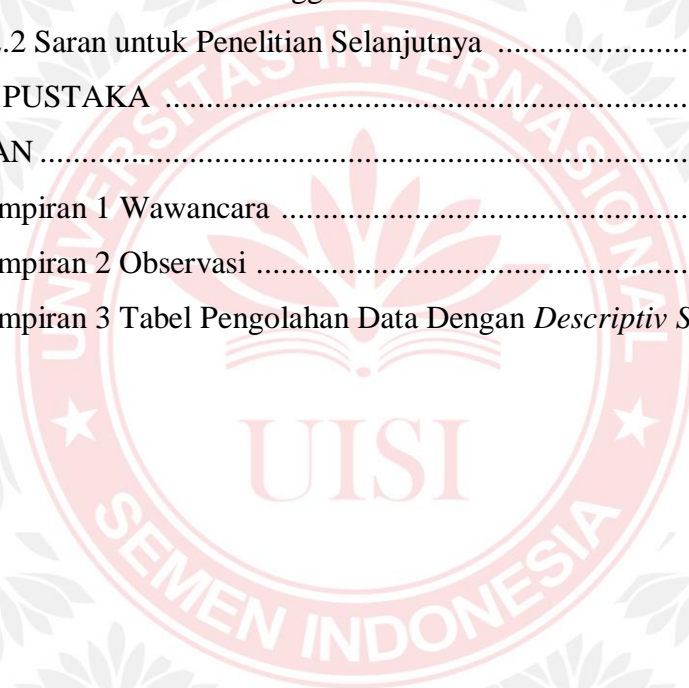 .2 Saran untuk Penelitian Selanjutnya ..........................
PUSTAKA ......................................................................
AN ..................................................................................
mpiran 1 Wawancara ....................................................
mpiran 2 Observasi ........................................................
mpiran 3 Tabel Pengolahan Data Dengan Descriptiv S
UNIVERSITAS INTERNASIONAL
UISI
SEMEN INDONESIA